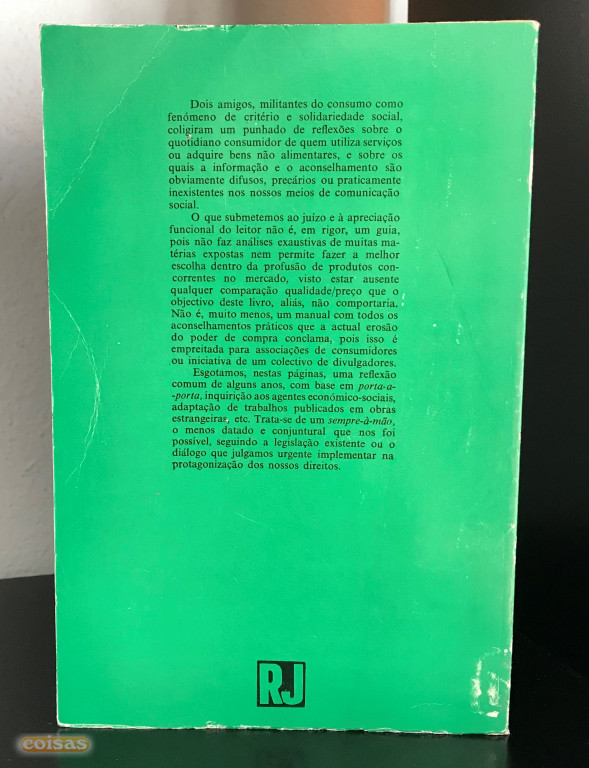 Dois amigos, militantes do consumo como
fenómeno de critério e solidariedade social,
coligiram um punhado de reflexões sobre o
quotidiano consumidor de quem utiliza serviços
ou adquire bens não alimentares, e sobre os
quais a informação e o aconselhamento são
obviamente difusos, precários ou praticamente
inexistentes nos nossos meios de comunicação
social.
O que submetemos ao juízo e à apreciação
funcional do leitor não é, em rigor, um guia,
pois não faz análises exaustivas de muitas ma-
térias expostas nem permite fazer a melhor
escolha dentro da profusão de produtos con-
correntes no mercado, visto estar ausente
qualquer comparação qualidade/preço que o
objectivo deste livro, aliás, não comportaria.
Não é, muito menos, um manual com todos os
aconselhamentos práticos que a actual erosão
do poder de compra conclama, pois isso é
empreitada para associações de consumidores
ou iniciativa de um colectivo de divulgadores.
Esgotamos, nestas páginas, uma reflexão
comum de alguns anos, com base em porta-a-
-porta, inquirição aos agentes económico-sociais,
adaptação de trabalhos publicados em obras
estrangeiras, etc. Trata-se de um sempre-à-mão,
o menos datado e conjuntural que nos foi
possível, seguindo a legislação existente ou o
diálogo que julgamos urgente implementar na
protagonização dos nossos direitos.
RJ
coisas